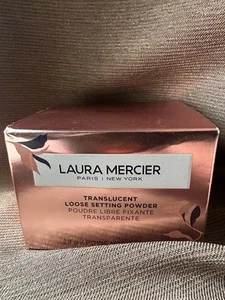 LAURA MERCIER
PARIS | NEW YORK
TRANSLUCENT
LOOSE SETTING POWDER
POUDRE LIBRE FIXANTE
TRANSPARENTE